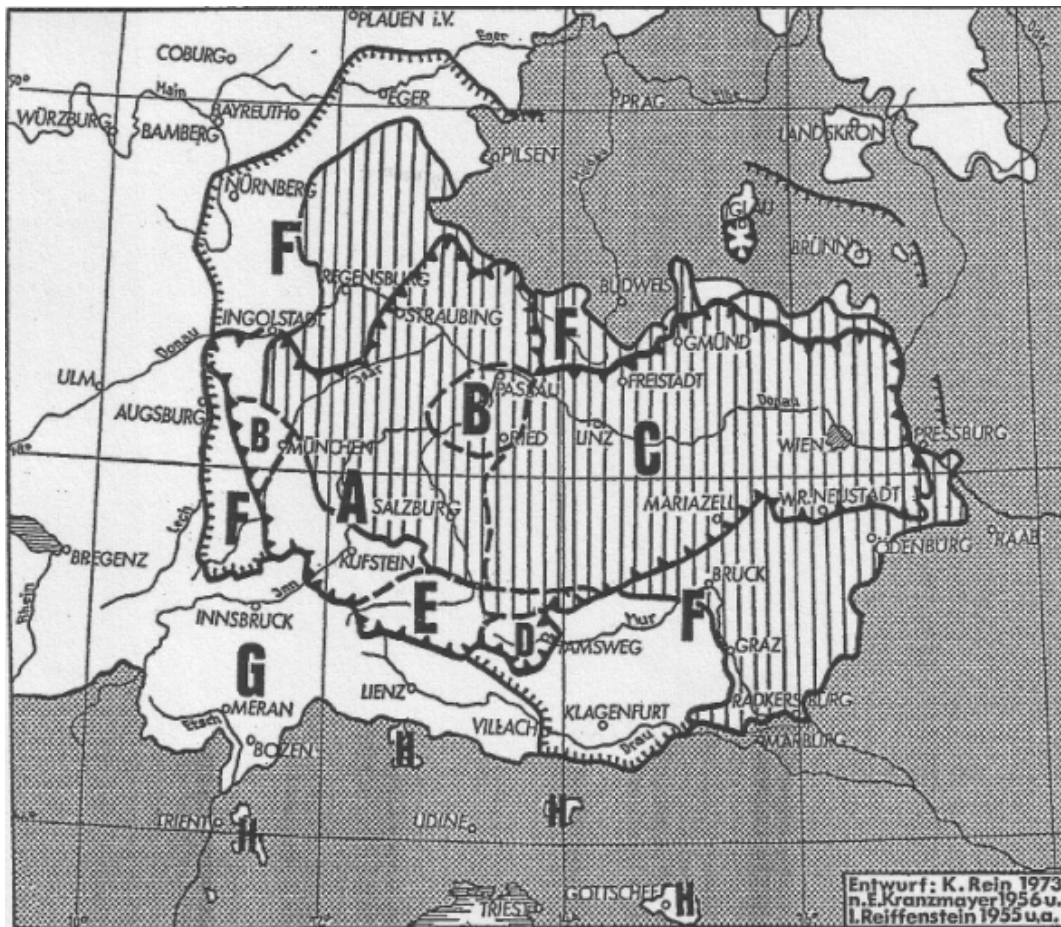 PLAUEN i.V.
COBURG
Eger
Main
BAYREUTH
EGER
PRAG
Elbe
Oder
50°
WÜRZBURG
BAMBERG
LANDSKRON
PILSEN
NÜRNBERG
IGLAU
F
BRÜNN
REGENSBURG
BUDWEIS
INGOLSTADT
STRAUBING
F
GMÜND
Donau
Isar
PASSAU
FREISTADT
ULM
AUGSBURG
B
B
Donau
MÜNCHEN
RIED
LINZ
C
WIEN
PRESSBURG
A
F
SALZBURG
MARIAZELL
W.R. NEUSTADT
Lech
ÖDENBURG
RAAB
BREGENZ
KUFSTEIN
Rhein
Inn
E
BRUCK
INNSBRUCK
D
Mur
F
TAMSWEG
GRAZ
G
LIENZ
RADKERSBURG
MERAN
VILLACH
KLAGENFURT
Etsch
BOZEN
H
Drau
MARBURG
TRIENT
H
UDINE
H
GOTTSCHEE
H
TRIEST
Entwurf: K. Rein 1973
n.E.Kranzmayer 1956 u.
I.Reiffenstein 1955 u.a.